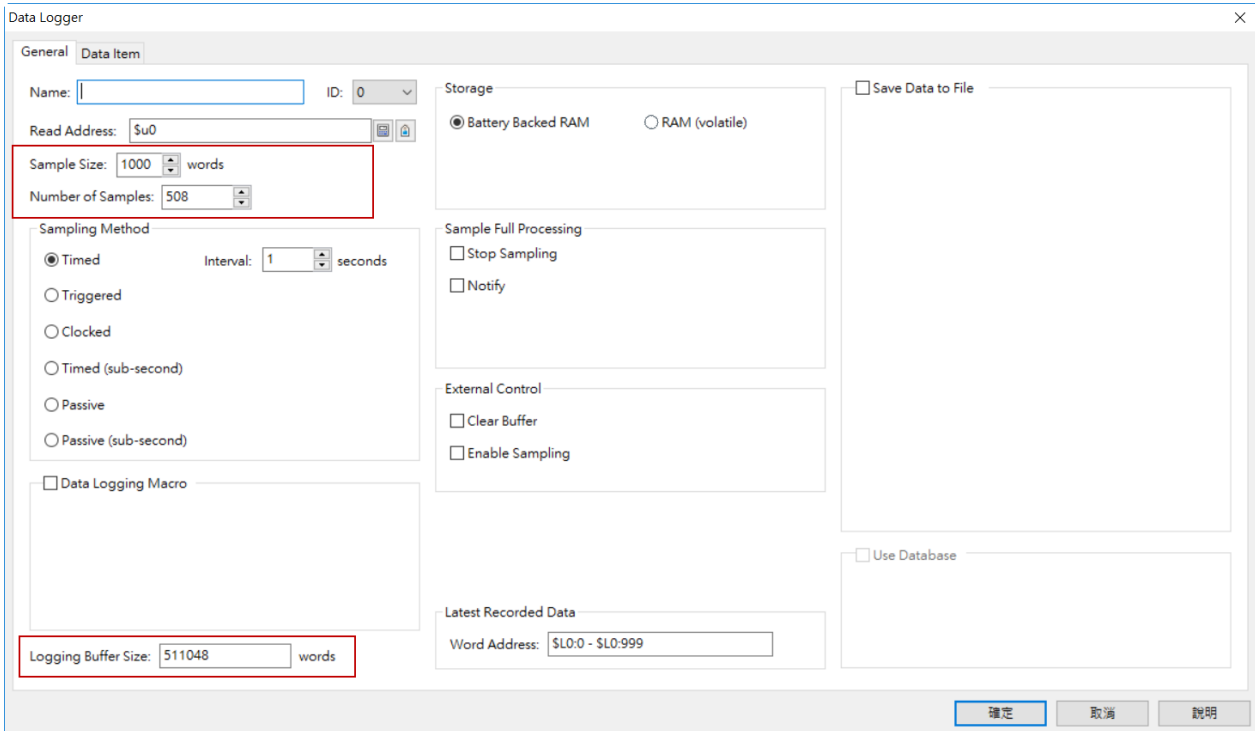 Data Logger
General Data Item
Name: ID: 0
Read Address: $u0
Sample Size: 1000 words
Number of Samples: 508
Sampling Method
Timed Interval: 1 seconds
Triggered
Clocked
Timed (sub-second)
Passive
Passive (sub-second)
Data Logging Macro
Logging Buffer Size: 511048 words
Storage
Battery Backed RAM RAM (volatile)
Sample Full Processing
Stop Sampling
Notify
External Control
Clear Buffer
Enable Sampling
Latest Recorded Data
Word Address: $L0:0 - $L0:999
Save Data to File
Use Database
確定 取消 說明